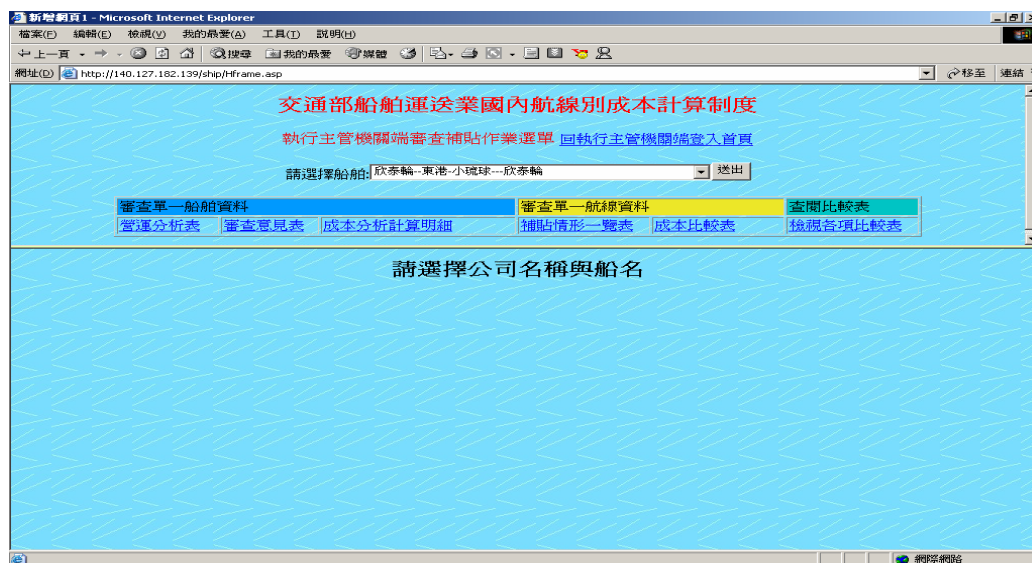 新增網頁1 - Microsoft Internet Explorer
檔案(F) 編輯(E) 檢視(V) 我的最愛(A) 工具(T) 說明(H)
上一頁 搜尋 我的最愛 媒體
網址(D) http://140.127.182.139/ship/Hframe.asp 移至 連結
交通部船舶運送業國內航線別成本計算制度
執行主管機關端審查補貼作業選單 回執行主管機關端登入首頁
請選擇船舶: 欣泰輪--東港-小琉球---欣泰輪 送出
審查單一船舶資料 審查單一航線資料 查閱比較表
營運分析表 審查意見表 成本分析計算明細 補貼情形一覽表 成本比較表 檢視各項比較表
請選擇公司名稱與船名
網際網路